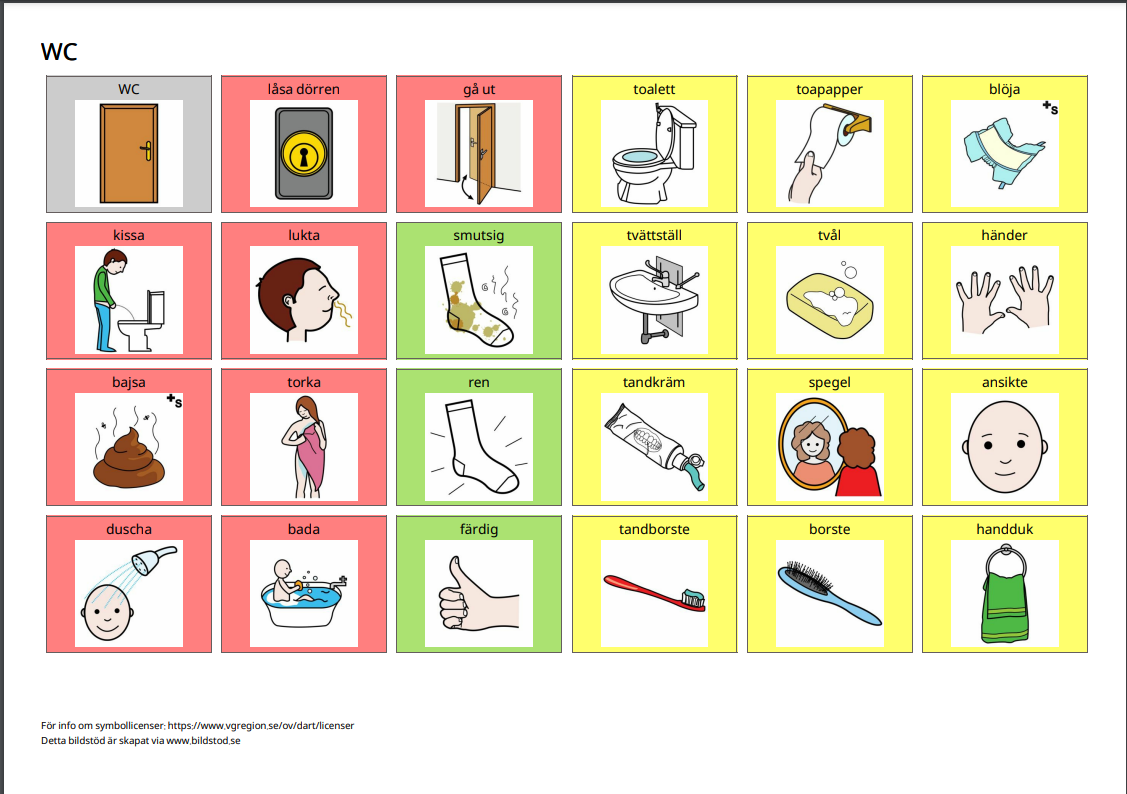 WC
WC låsa dörren gå ut toalett toapapper blöja
+s
kissa lukta smutsig tvättställ tvål händer
bajsa torka ren tandkräm spegel ansikte
+s
duscha bada färdig tandborste borste handduk
För info om symbollicenser: https://www.vgregion.se/ov/dart/licenser
Detta bildstöd är skapat via www.bildstod.se